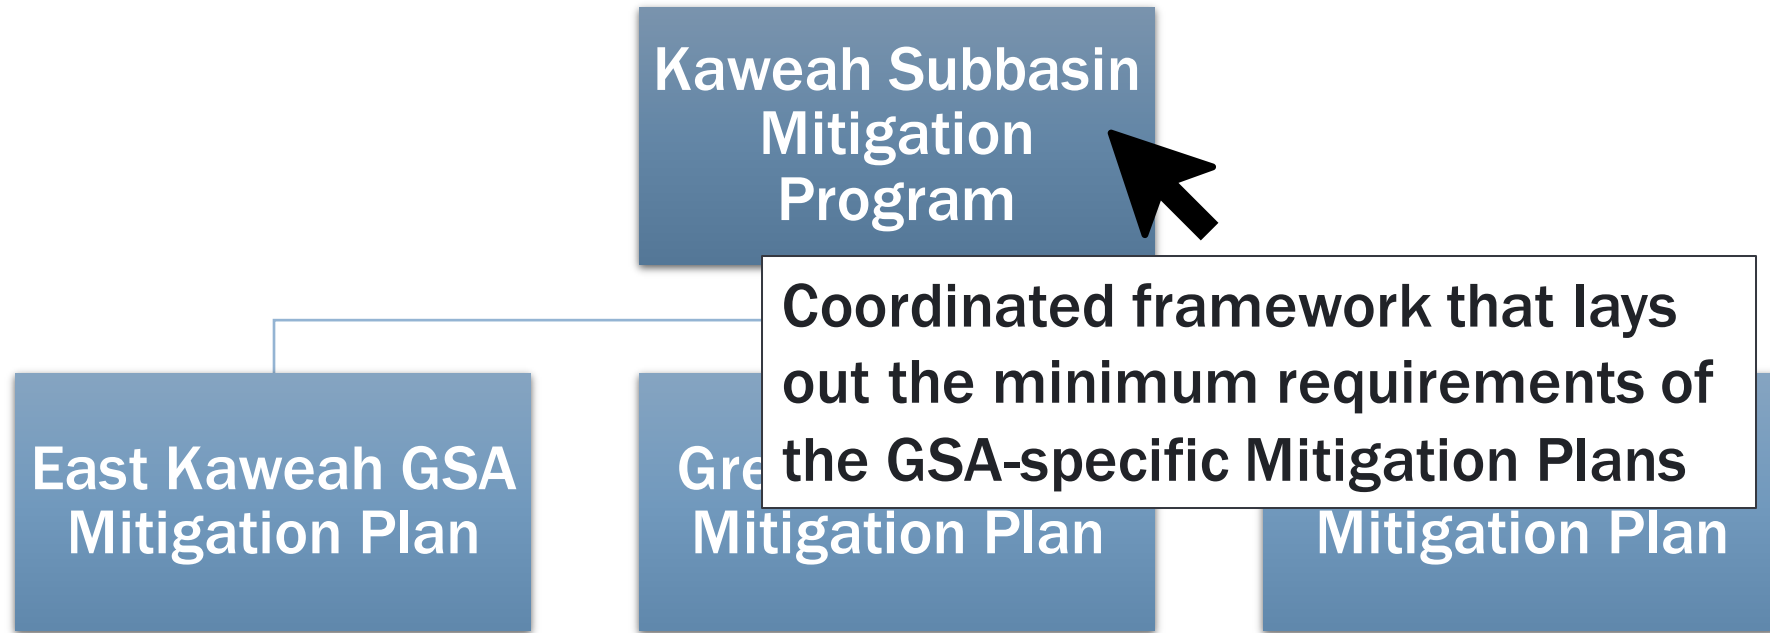 Kaweah Subbasin
Mitigation
Program
Coordinated framework that lays
out the minimum requirements of
the GSA-specific Mitigation Plans
East Kaweah GSA
Mitigation Plan
Mitigation Plan
Mitigation Plan